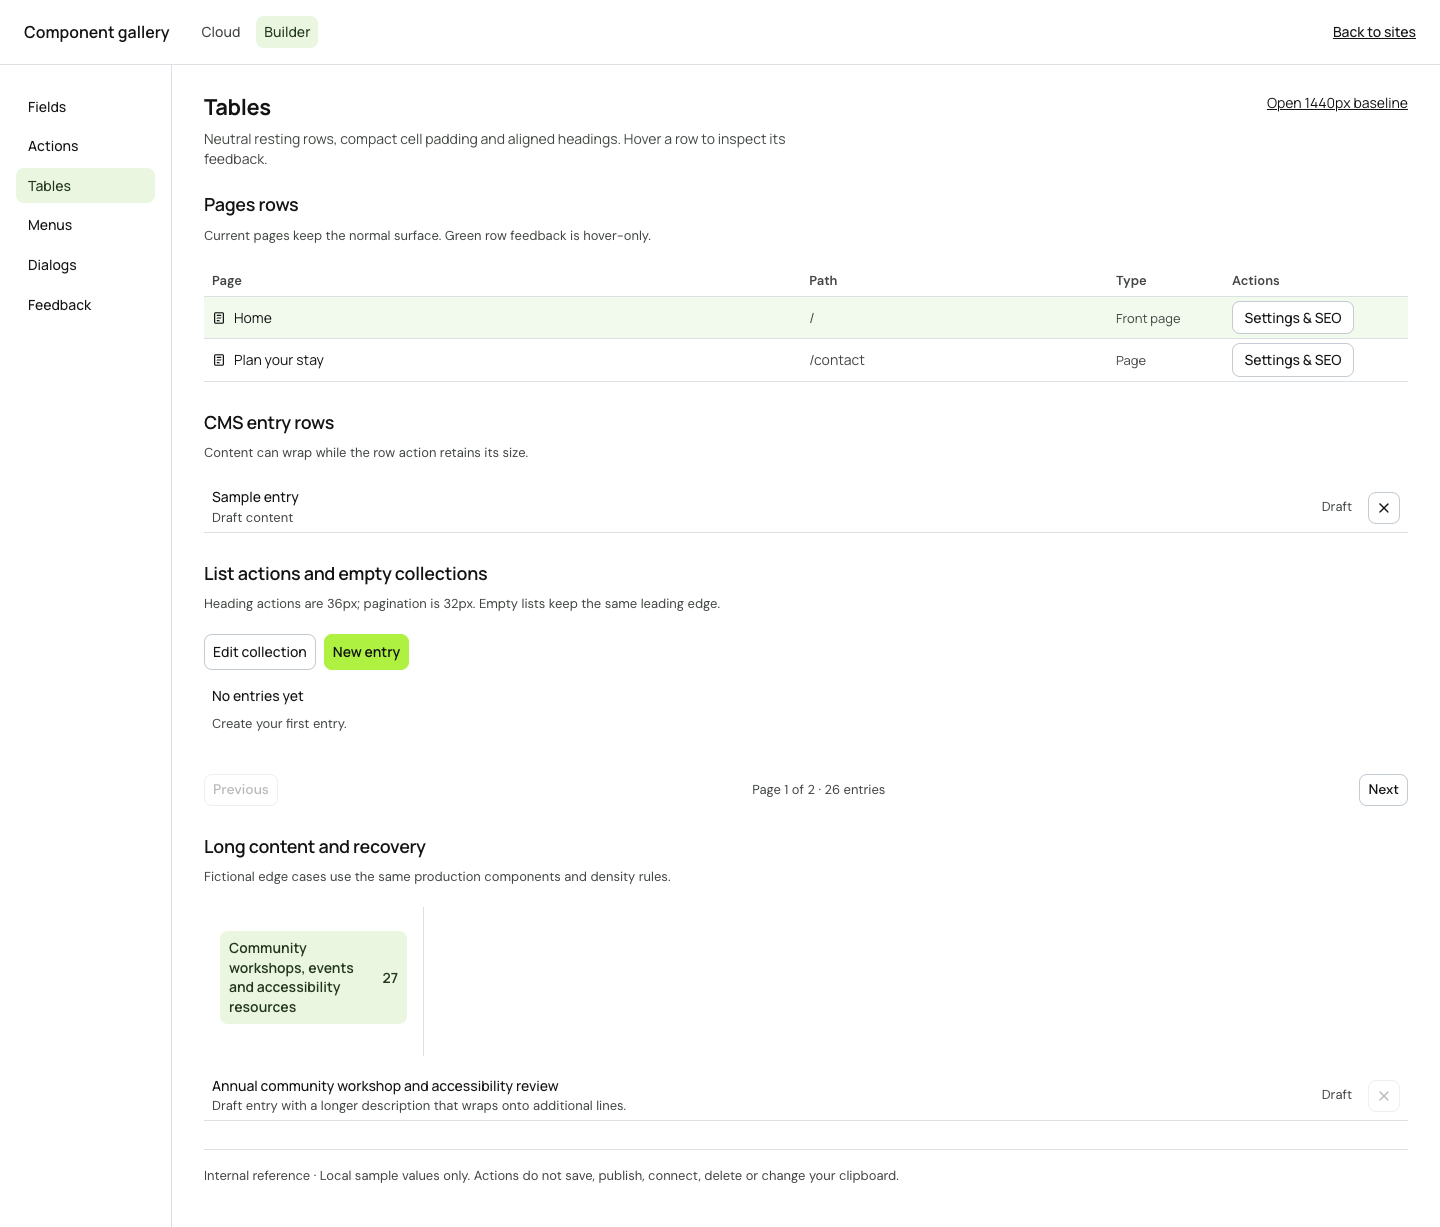 Component gallery
Cloud
Builder
Back to sites
Fields
Actions
Tables
Menus
Dialogs
Feedback
Tables
Open 1440px baseline
Neutral resting rows, compact cell padding and aligned headings. Hover a row to inspect its
feedback.
Pages rows
Current pages keep the normal surface. Green row feedback is hover-only.
Page Path Type Actions
Home / Front page Settings & SEO
Plan your stay /contact Page Settings & SEO
CMS entry rows
Content can wrap while the row action retains its size.
Sample entry
Draft content
Draft
List actions and empty collections
Heading actions are 36px; pagination is 32px. Empty lists keep the same leading edge.
Edit collection
New entry
No entries yet
Create your first entry.
Previous
Page 1 of 2 · 26 entries
Next
Long content and recovery
Fictional edge cases use the same production components and density rules.
Community
workshops, events
and accessibility
resources
27
Annual community workshop and accessibility review
Draft entry with a longer description that wraps onto additional lines.
Draft
Internal reference · Local sample values only. Actions do not save, publish, connect, delete or change your clipboard.